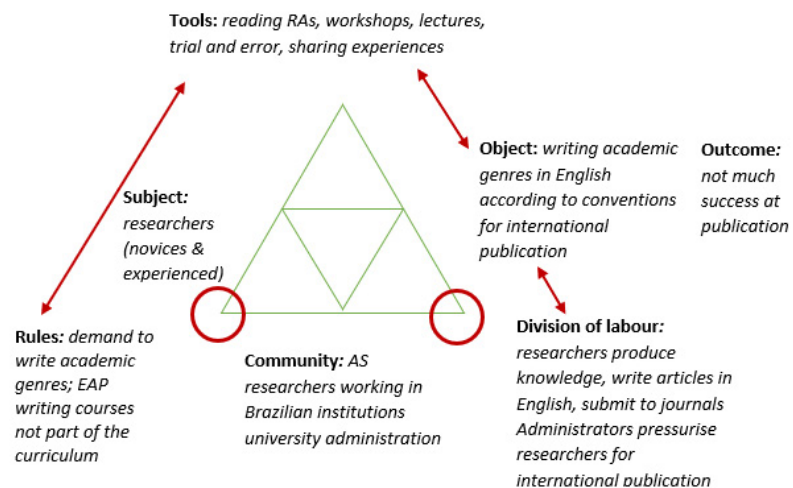 Tools: reading RAs, workshops, lectures,
trial and error, sharing experiences
Subject:
researchers
(novices &
experienced)
Object: writing academic
genres in English
according to conventions
for international
publication
Outcome:
not much
success at
publication
Rules: demand to
write academic
genres; EAP
writing courses
not part of the
curriculum
Community: AS
researchers working in
Brazilian institutions
university administration
Division of labour:
researchers produce
knowledge, write articles in
English, submit to journals
Administrators pressurise
researchers for
international publication